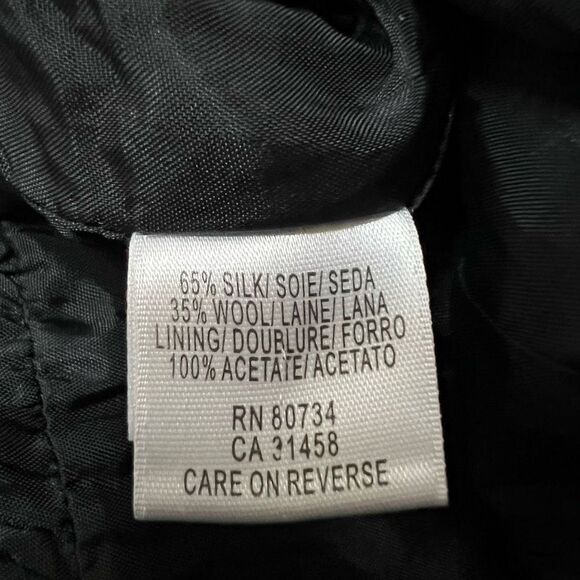 65% SILK/ SOIE/ SEDA
35% WOOL/ LAINE/ LANA
LINING/ DOUBLURE/ FORRO
100% ACETATE/ ACETATO
RN 80734
CA 31458
CARE ON REVERSE